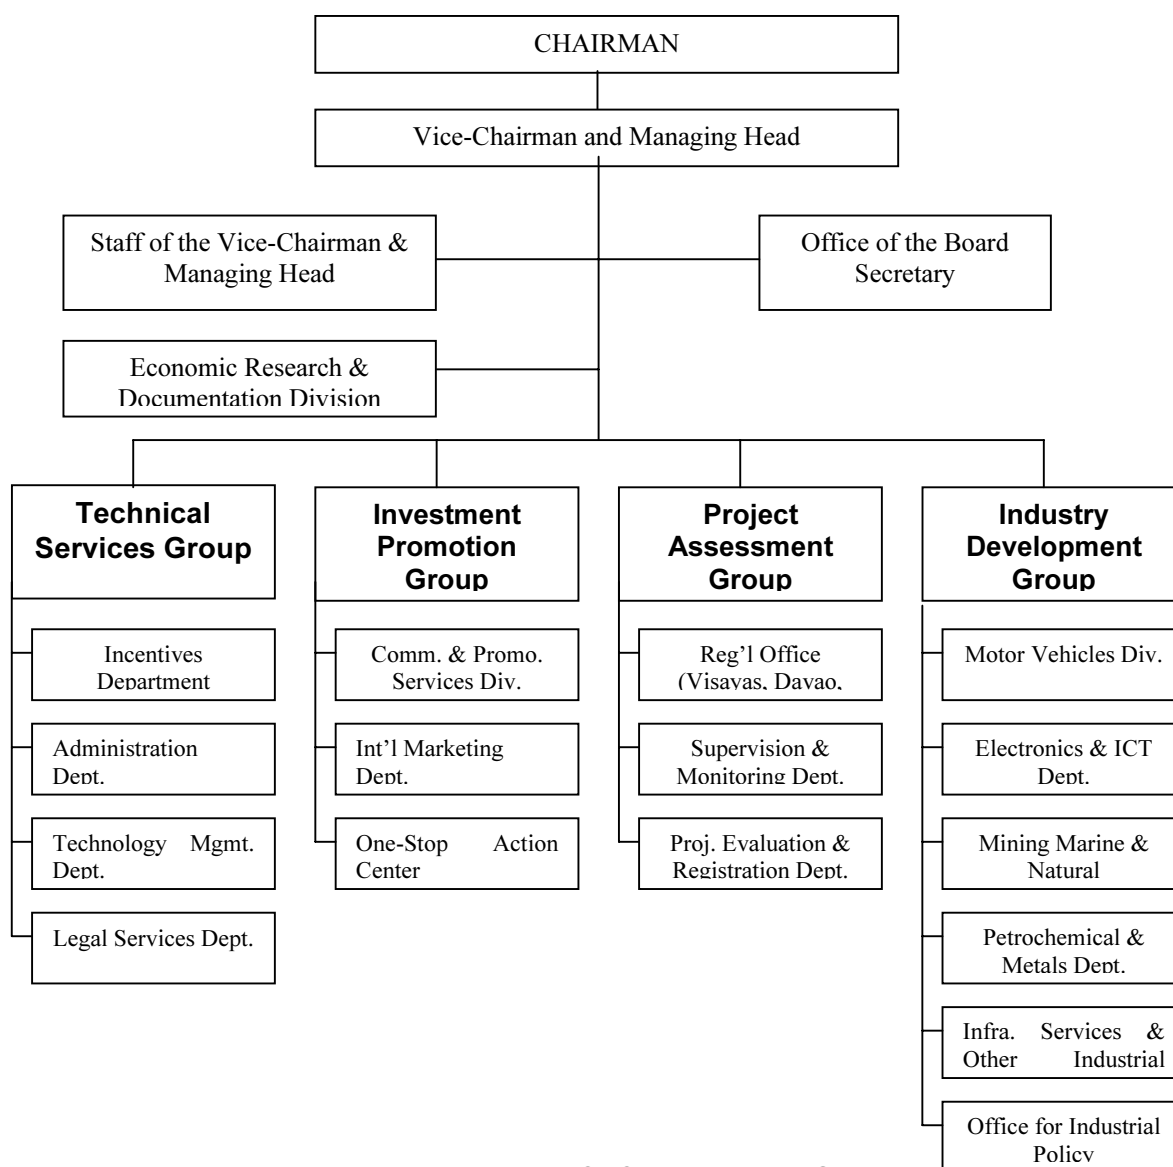 CHAIRMAN
Vice-Chairman and Managing Head
Staff of the Vice-Chairman &
Managing Head
Office of the Board
Secretary
Economic Research &
Documentation Division
Technical
Services Group
Incentives
Department
Administration
Dept.
Technology Mgmt.
Dept.
Legal Services Dept.
Investment
Promotion
Group
Comm. & Promo.
Services Div.
Int'l Marketing
Dept.
One-Stop Action
Center
Project
Assessment
Group
Reg'l Office
(Visayas, Davao,
Supervision &
Monitoring Dept.
Proj. Evaluation &
Registration Dept.
Industry
Development
Group
Motor Vehicles Div.
Electronics & ICT
Dept.
Mining Marine &
Natural
Petrochemical &
Metals Dept.
Infra. Services &
Other Industrial
Office for Industrial
Policy